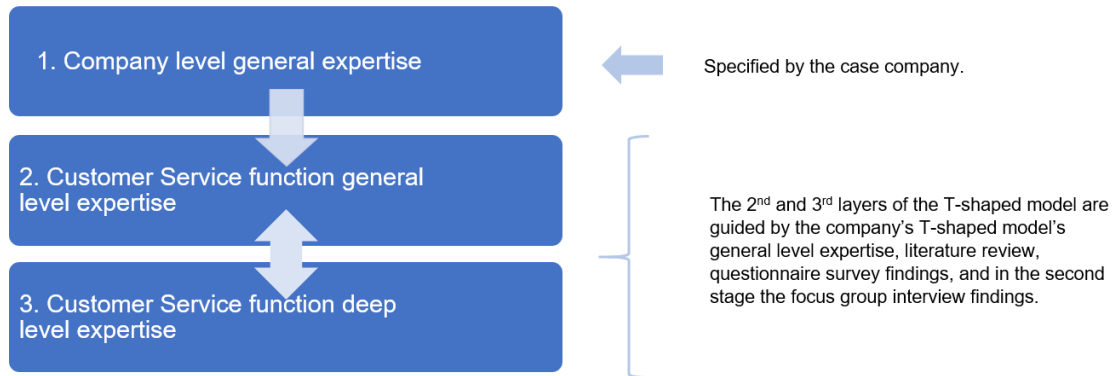 1. Company level general expertise
Specified by the case company.
2. Customer Service function general
level expertise
3. Customer Service function deep
level expertise
The 2nd and 3rd layers of the T-shaped model are
guided by the company’s T-shaped model’s
general level expertise, literature review,
questionnaire survey findings, and in the second
stage the focus group interview findings.